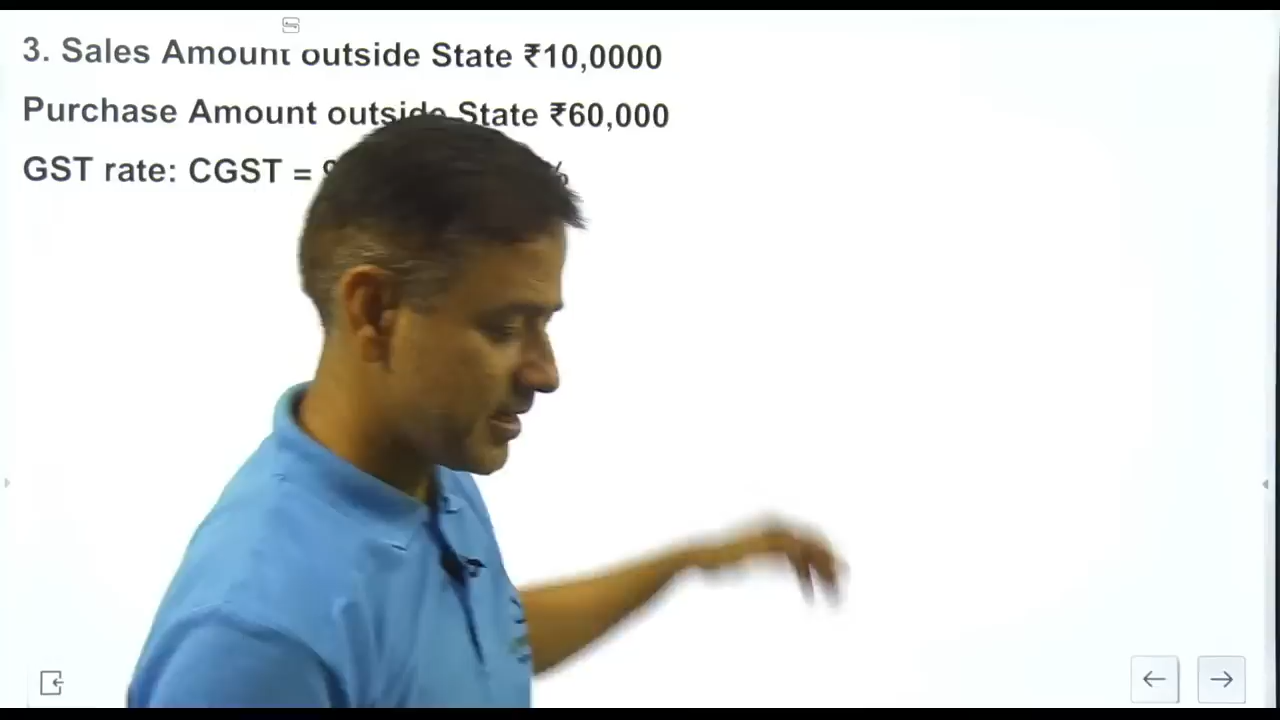 3. Sales Amount outside State ₹10,0000
Purchase Amount outside State ₹60,000
GST rate: CGST =